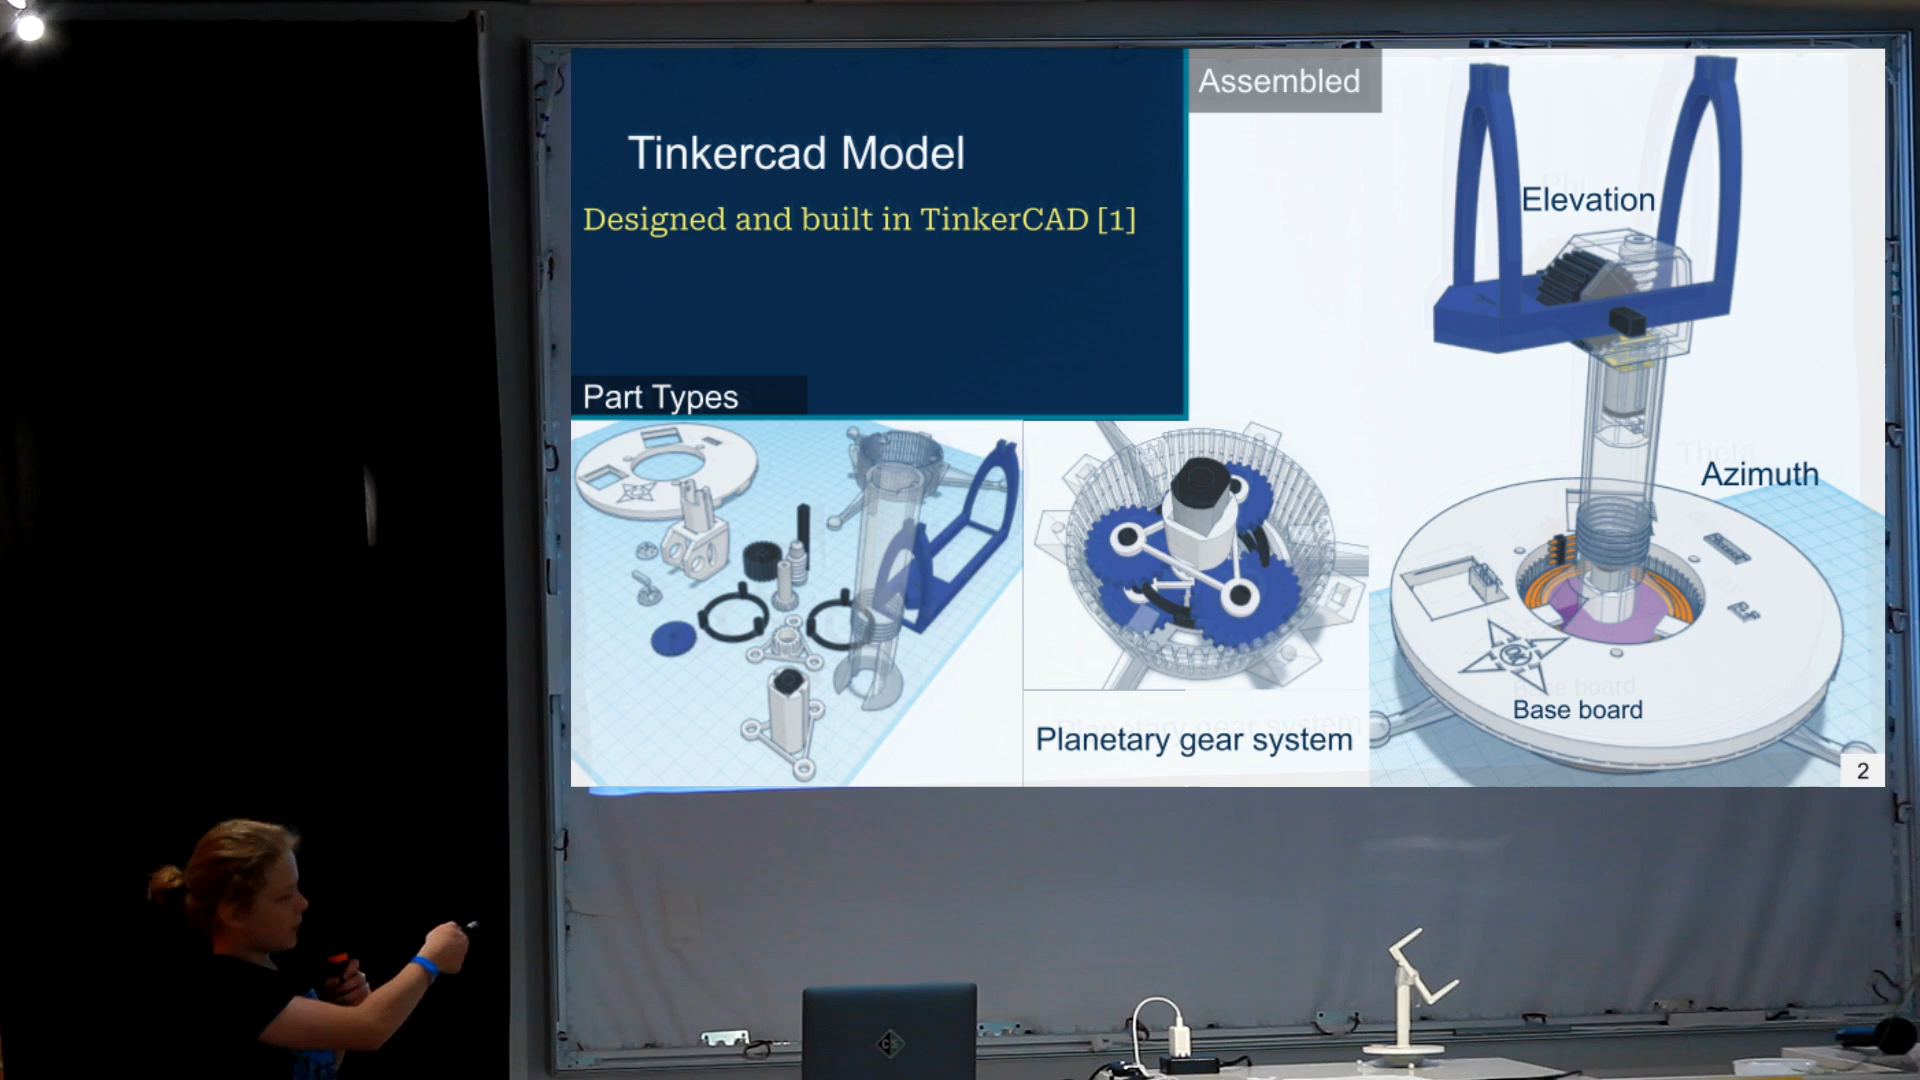 Tinkercad Model
Designed and built in TinkerCAD [1]
Part Types
Assembled
Elevation
Azimuth
Base board
Planetary gear system
2